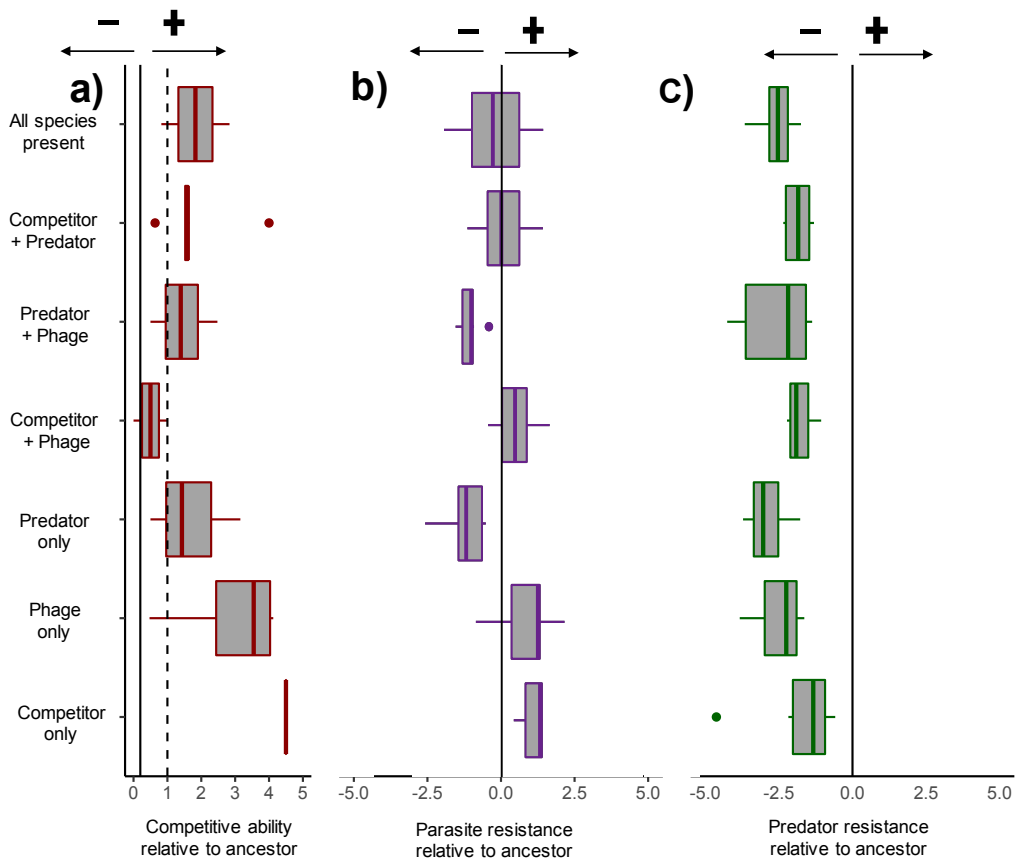 − +
− +
− +
a)
b)
c)
All species
present
Competitor
+ Predator
Predator
+ Phage
Competitor
+ Phage
Predator
only
Phage
only
Competitor
only
0 1 2 3 4 5
-5.0 -2.5 0.0 2.5 5.0
-5.0 -2.5 0.0 2.5 5.0
Competitive ability
relative to ancestor
Parasite resistance
relative to ancestor
Predator resistance
relative to ancestor